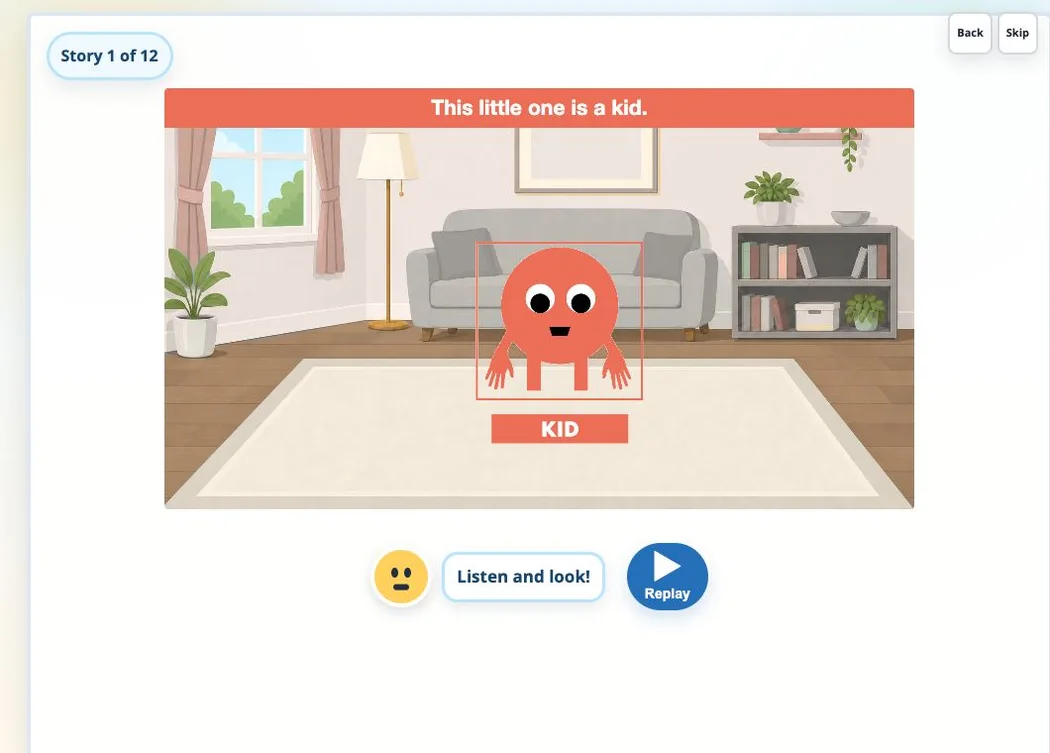 Story 1 of 12
Back
Skip
This little one is a kid.
KID
Listen and look!
Replay